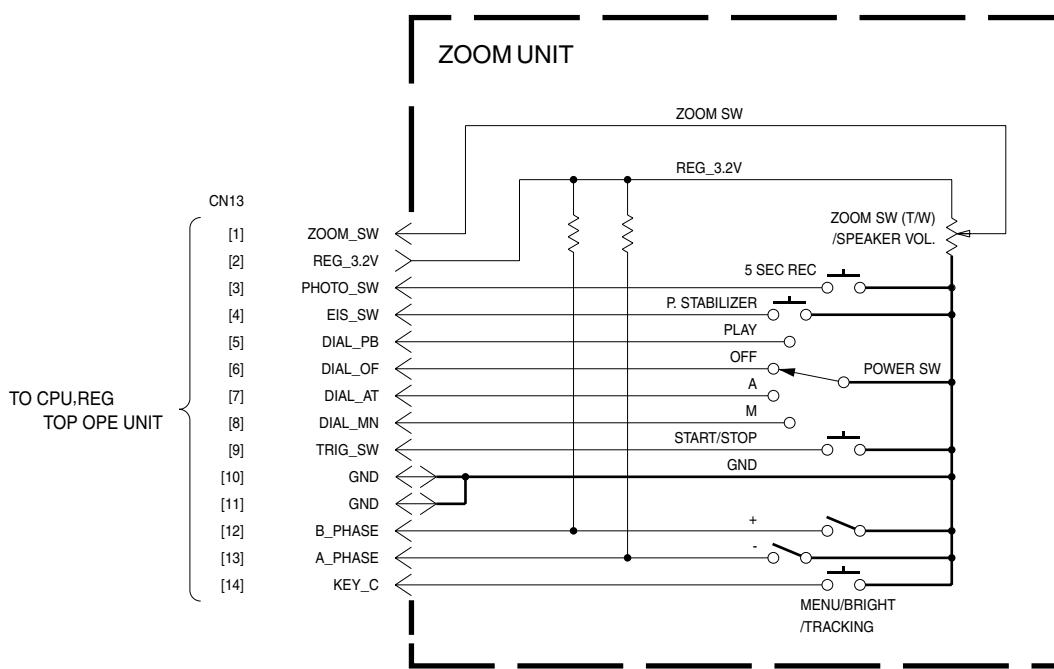 ZOOM UNIT
ZOOM SW
REG_3.2V
CN13
ZOOM SW (T/W)
/SPEAKER VOL.
[1] ZOOM_SW
[2] REG_3.2V
[3] PHOTO_SW 5 SEC REC
[4] EIS_SW P. STABILIZER
[5] DIAL_PB PLAY
[6] DIAL_OF OFF POWER SW
[7] DIAL_AT A
[8] DIAL_MN M
TO CPU,REG
TOP OPE UNIT
[9] TRIG_SW START/STOP
[10] GND GND
[11] GND
[12] B_PHASE +
[13] A_PHASE -
[14] KEY_C
MENU/BRIGHT
/TRACKING